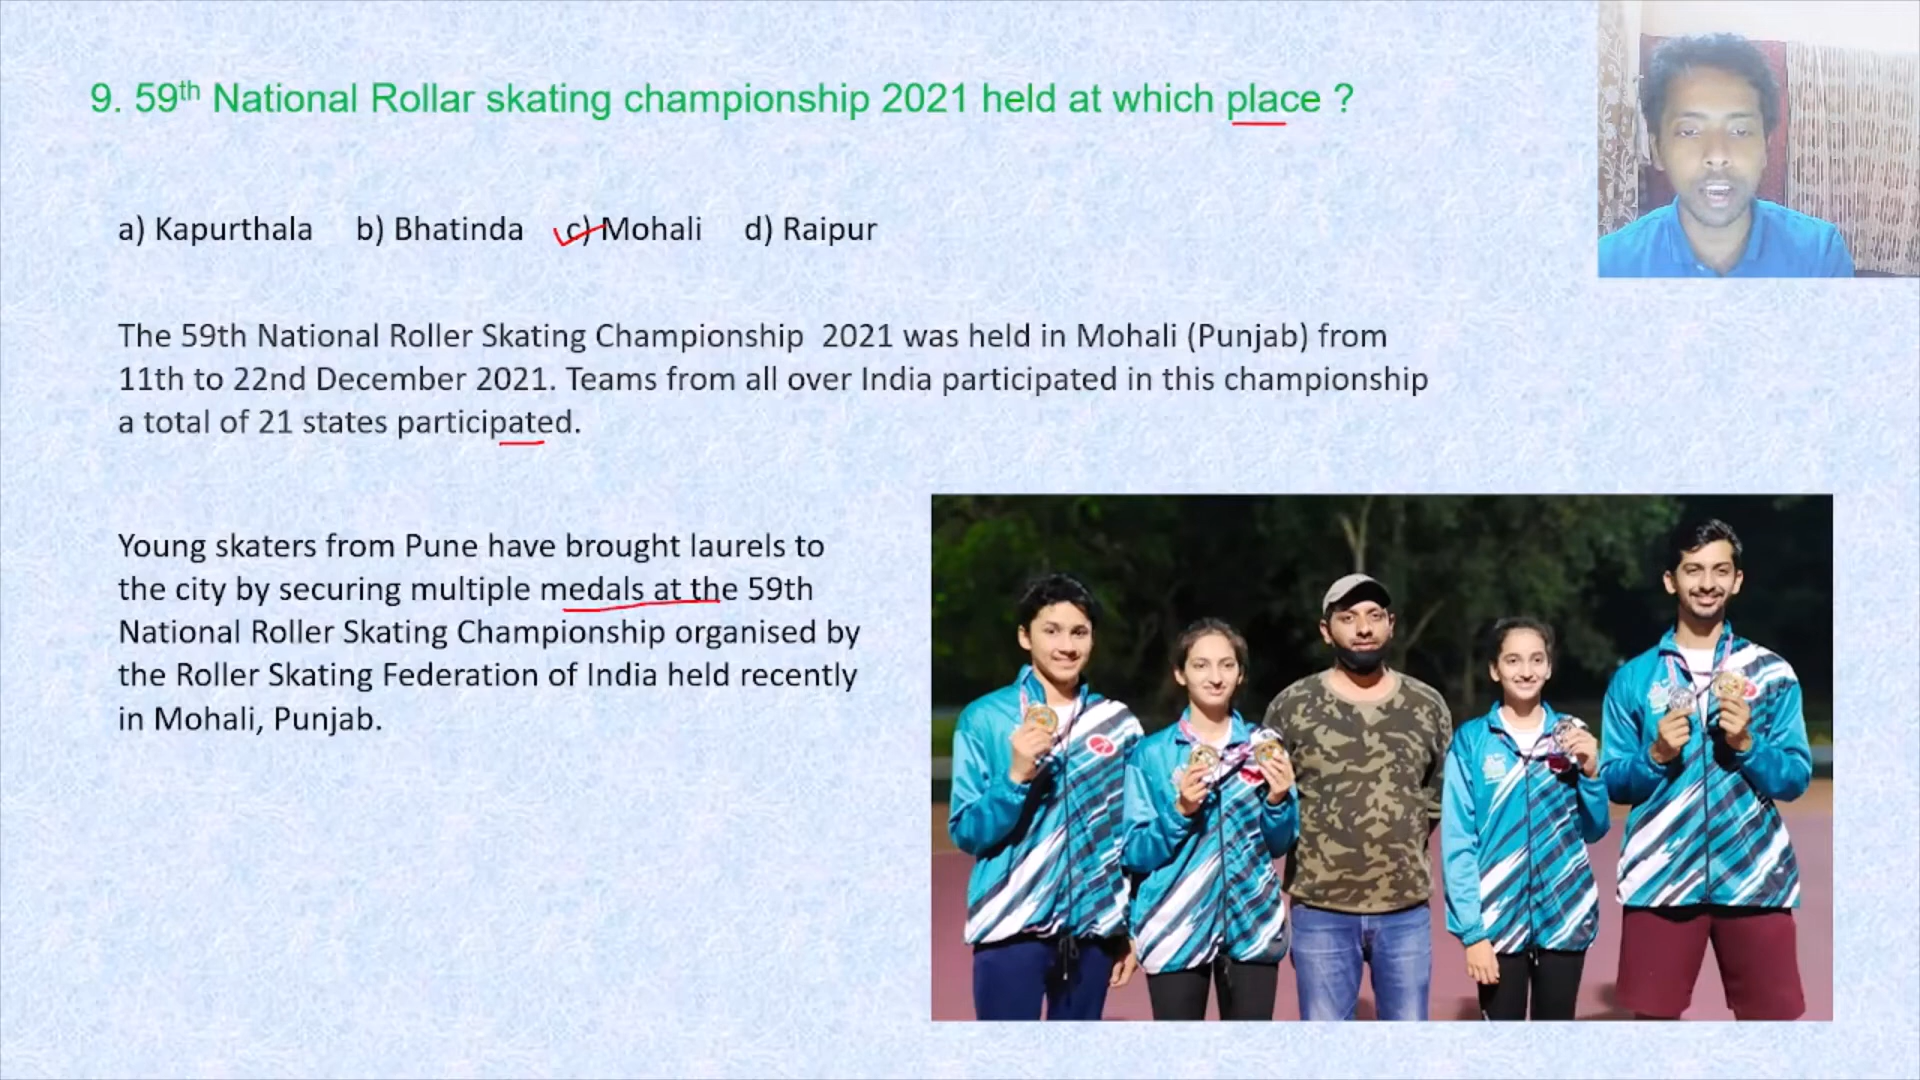 9. 59th National Rollar skating championship 2021 held at which place ?
a) Kapurthala b) Bhatinda c) Mohali d) Raipur
The 59th National Roller Skating Championship 2021 was held in Mohali (Punjab) from
11th to 22nd December 2021. Teams from all over India participated in this championship
a total of 21 states participated.
Young skaters from Pune have brought laurels to
the city by securing multiple medals at the 59th
National Roller Skating Championship organised by
the Roller Skating Federation of India held recently
in Mohali, Punjab.